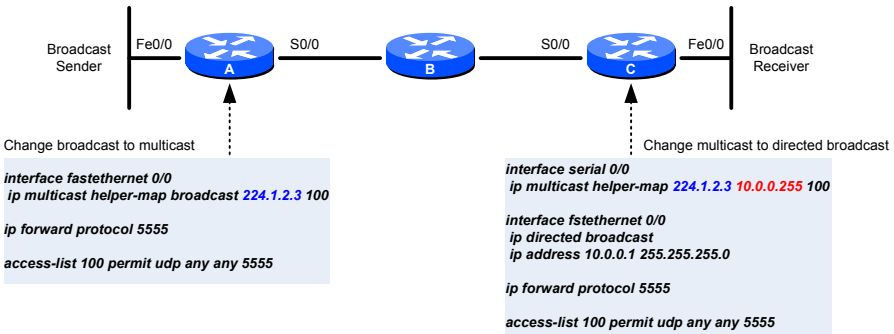 Broadcast
Sender
Fe0/0
A
S0/0
B
S0/0
C
Fe0/0
Broadcast
Receiver
Change broadcast to multicast
interface fastethernet 0/0
ip multicast helper-map broadcast 224.1.2.3 100
ip forward protocol 5555
access-list 100 permit udp any any 5555
Change multicast to directed broadcast
interface serial 0/0
ip multicast helper-map 224.1.2.3 10.0.0.255 100
interface fstethernet 0/0
ip directed broadcast
ip address 10.0.0.1 255.255.255.0
ip forward protocol 5555
access-list 100 permit udp any any 5555